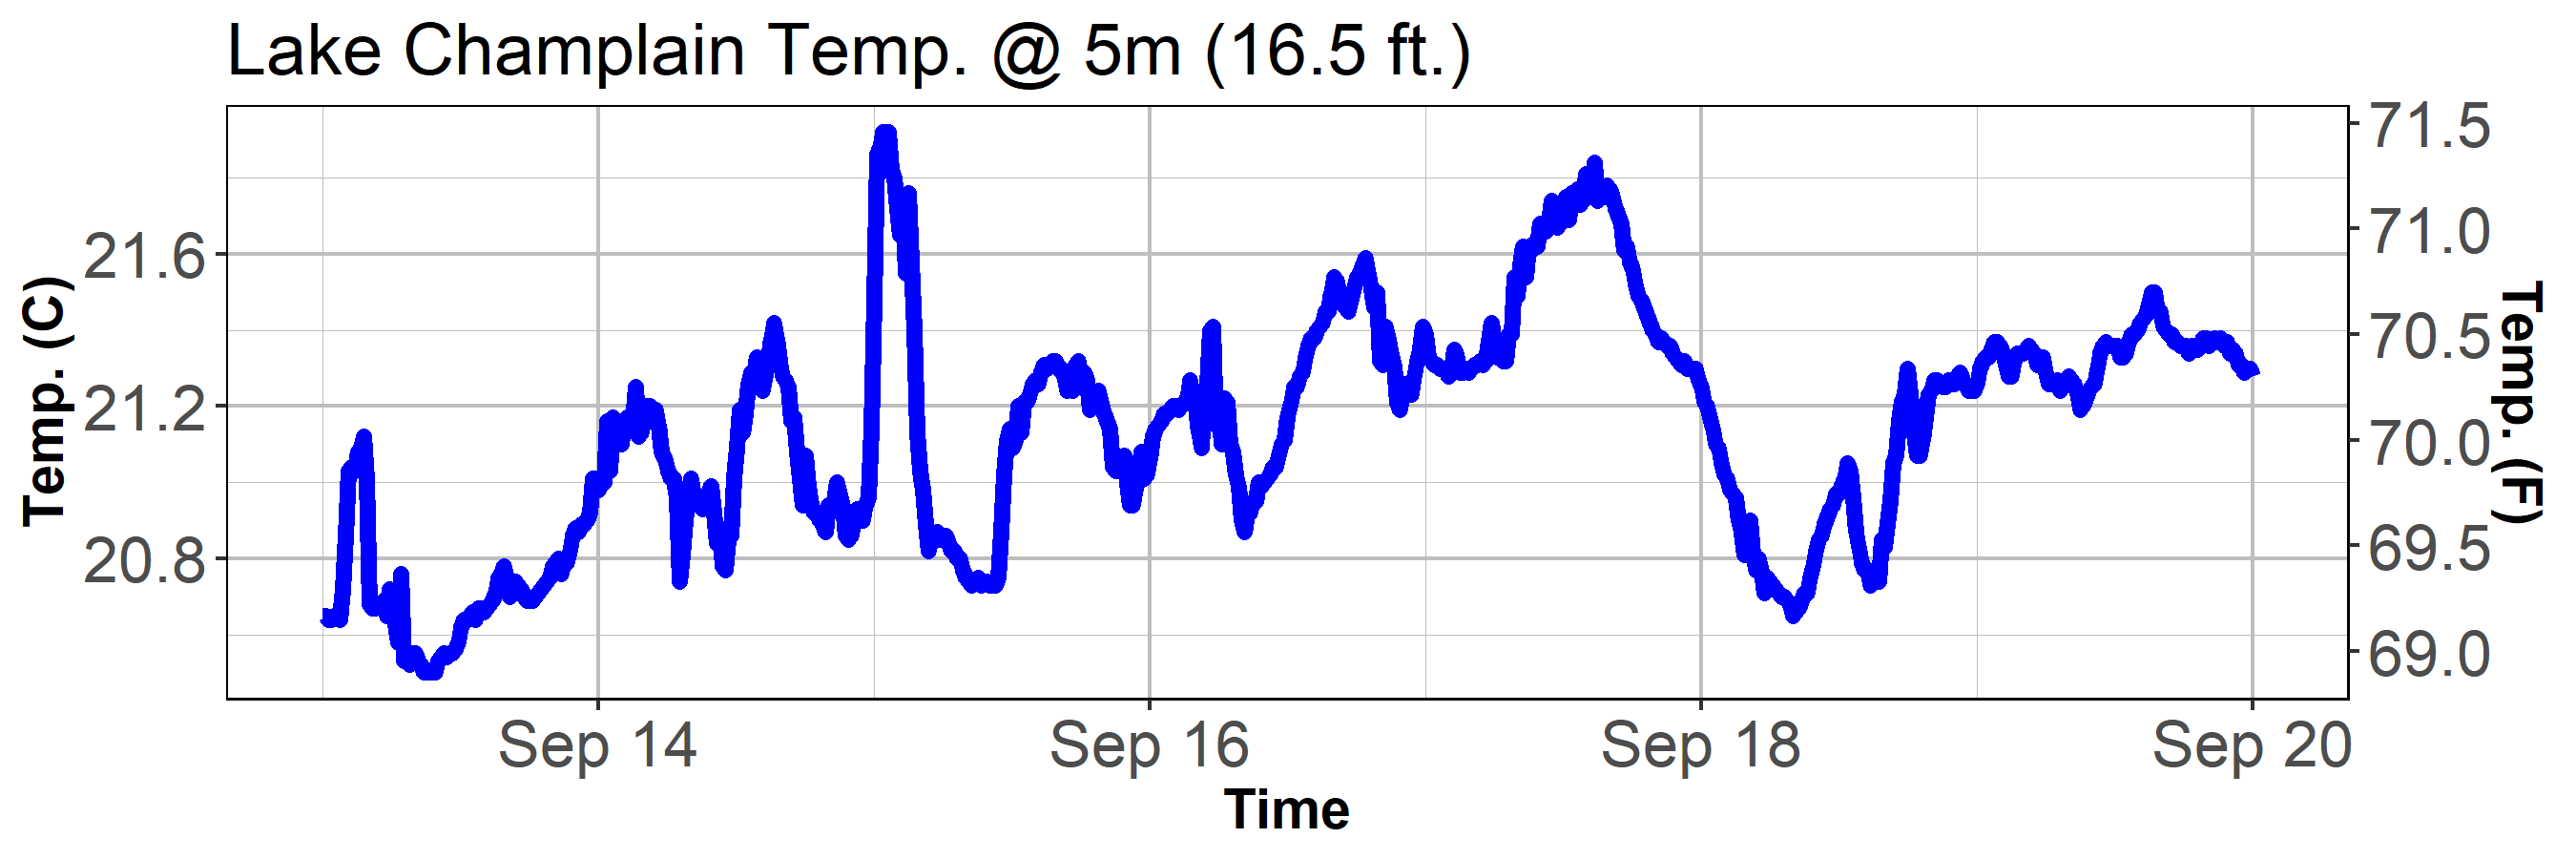 Lake Champlain Temp. @ 5m (16.5 ft.)
Temp. (C)
21.6
21.2
20.8
71.5
71.0
70.5
70.0
69.5
69.0
Temp. (F)
Sep 14 Sep 16 Sep 18 Sep 20
Time